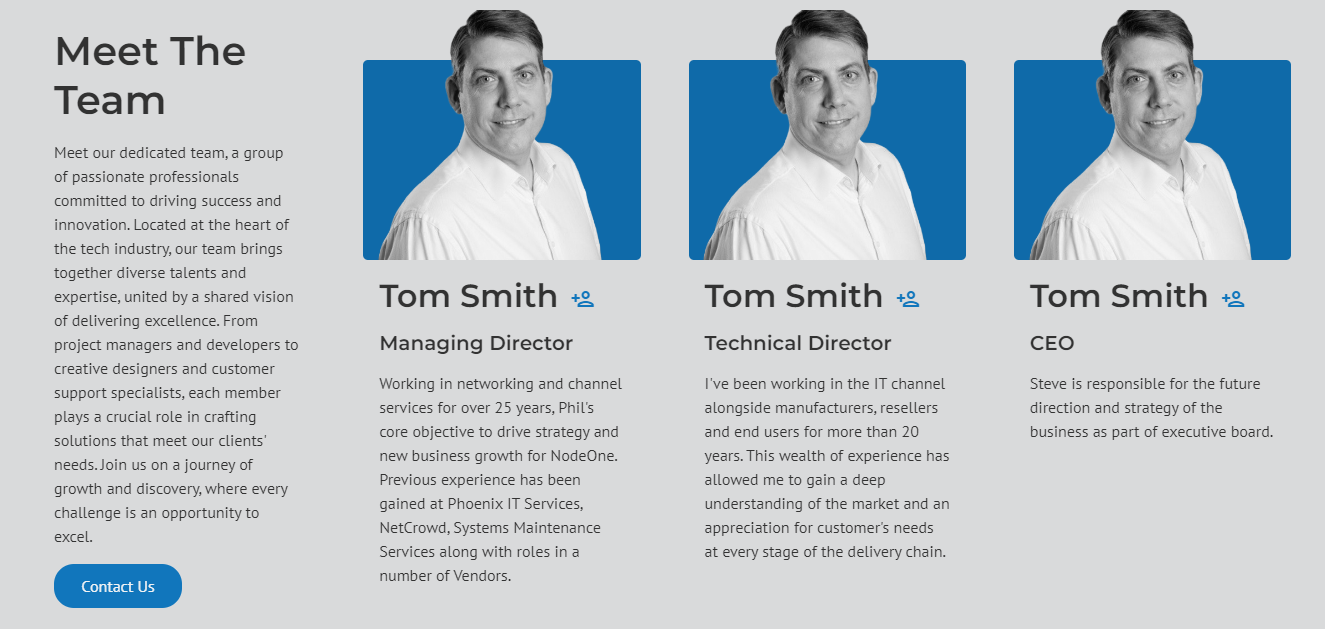 Meet The
Team
Meet our dedicated team, a group
of passionate professionals
committed to driving success and
innovation. Located at the heart of
the tech industry, our team brings
together diverse talents and
expertise, united by a shared vision
of delivering excellence. From
project managers and developers to
creative designers and customer
support specialists, each member
plays a crucial role in crafting
solutions that meet our clients'
needs. Join us on a journey of
growth and discovery, where every
challenge is an opportunity to
excel.
Contact Us
Tom Smith
Managing Director
Working in networking and channel
services for over 25 years, Phil's
core objective to drive strategy and
new business growth for NodeOne.
Previous experience has been
gained at Phoenix IT Services,
NetCrowd, Systems Maintenance
Services along with roles in a
number of Vendors.
Tom Smith
Technical Director
I've been working in the IT channel
alongside manufacturers, resellers
and end users for more than 20
years. This wealth of experience has
allowed me to gain a deep
understanding of the market and an
appreciation for customer's needs
at every stage of the delivery chain.
Tom Smith
CEO
Steve is responsible for the future
direction and strategy of the
business as part of executive board.